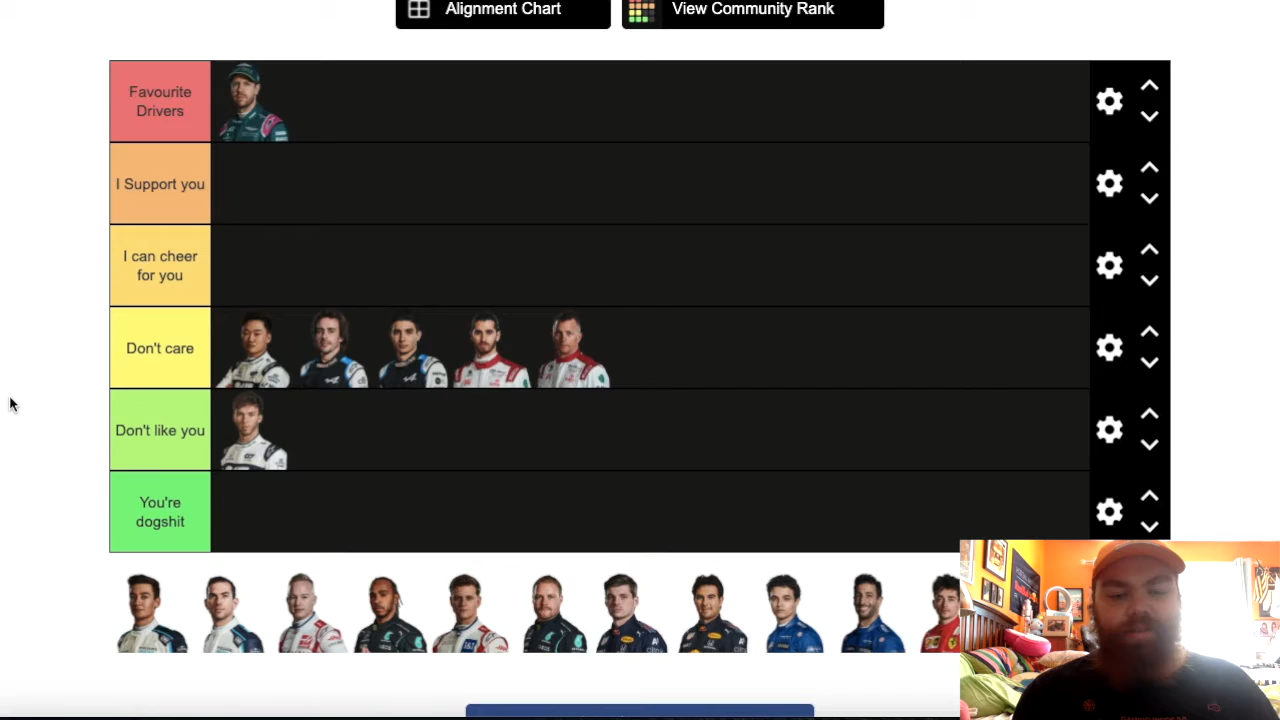 Alignment Chart
View Community Rank
Favourite
Drivers
I Support you
I can cheer
for you
Don't care
Don't like you
You're
dogshit